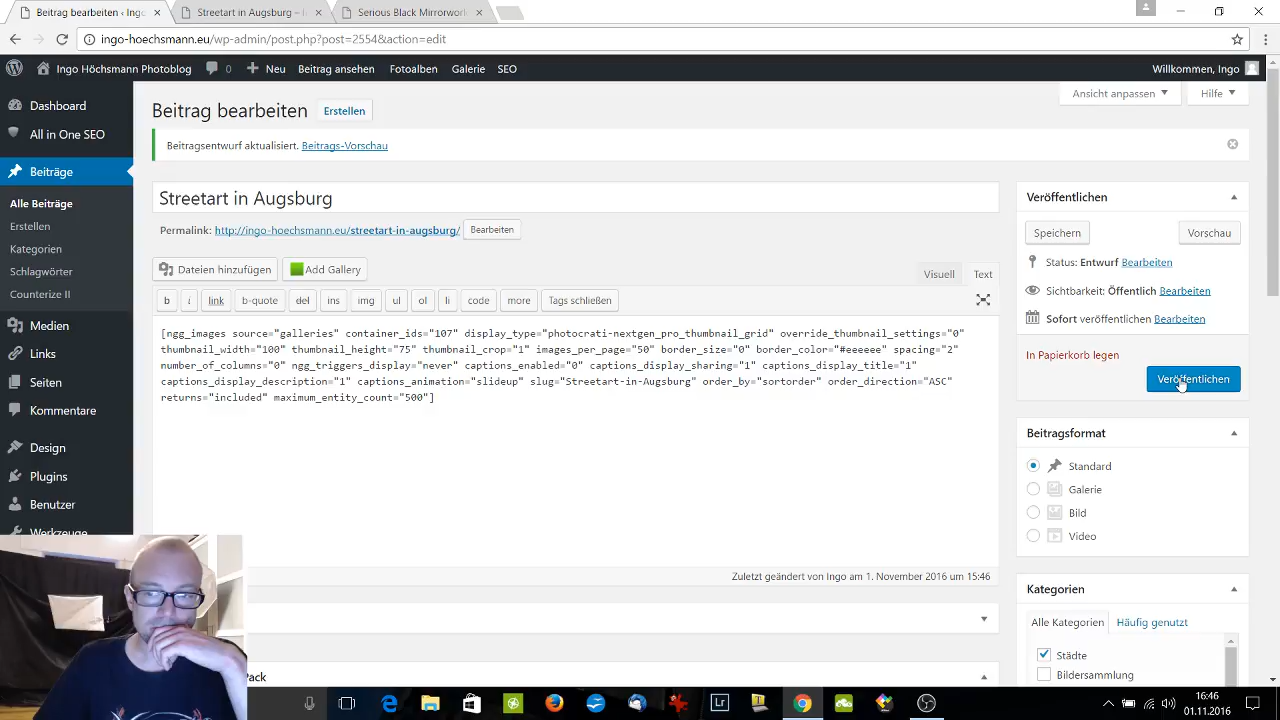 Beitrag bearbeiten ‹ Ingo
Streetart in Augsburg –
Serious Black Mirrorworl
ingo-hoechsmann.eu/wp-admin/post.php?post=2554&action=edit
Ingo Höchsmann Photoblog 0 Neu Beitrag ansehen Fotoalben Galerie SEO Willkommen, Ingo
Dashboard
All in One SEO
Beiträge
Alle Beiträge
Erstellen
Kategorien
Schlagwörter
Counterize II
Medien
Links
Seiten
Kommentare
Design
Plugins
Benutzer
Werkzeuge
Ansicht anpassen Hilfe
Beitrag bearbeiten Erstellen
Beitragsentwurf aktualisiert. Beitrags-Vorschau
Streetart in Augsburg
Permalink: http://ingo-hoechsmann.eu/streetart-in-augsburg/ Bearbeiten
Dateien hinzufügen Add Gallery Visuell Text
b i link b-quote del ins img ul ol li code more Tags schließen
[ngg_images source="galleries" container_ids="107" display_type="photocrati-nextgen_pro_thumbnail_grid" override_thumbnail_settings="0"
thumbnail_width="100" thumbnail_height="75" thumbnail_crop="1" images_per_page="50" border_size="0" border_color="#eeeeee" spacing="2"
number_of_columns="0" ngg_triggers_display="never" captions_enabled="0" captions_display_sharing="1" captions_display_title="1"
captions_display_description="1" captions_animation="slideup" slug="Streetart-in-Augsburg" order_by="sortorder" order_direction="ASC"
returns="included" maximum_entity_count="500"]
Zuletzt geändert von Ingo am 1. November 2016 um 15:46
Pack
Veröffentlichen
Speichern Vorschau
Status: Entwurf Bearbeiten
Sichtbarkeit: Öffentlich Bearbeiten
Sofort veröffentlichen Bearbeiten
In Papierkorb legen
Veröffentlichen
Beitragsformat
Standard
Galerie
Bild
Video
Kategorien
Alle Kategorien Häufig genutzt
Städte
Bildersammlung
Lr
16:46
01.11.2016